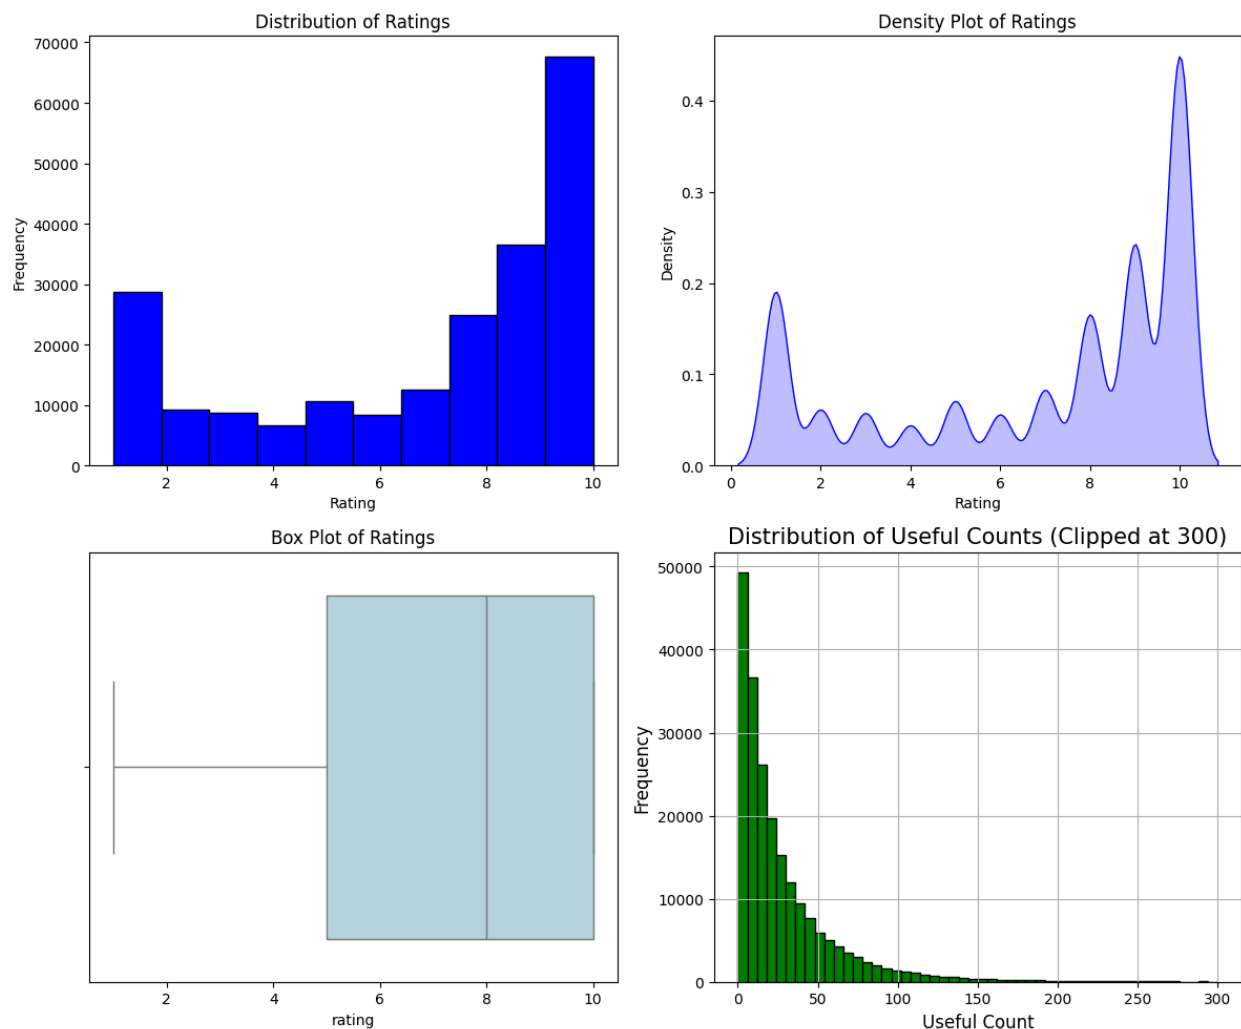 Distribution of Ratings
70000
60000
50000
40000
30000
20000
10000
0
Frequency
2 4 6 8 10
Rating
Density Plot of Ratings
0.4
0.3
0.2
0.1
0.0
Density
0 2 4 6 8 10
Rating
Box Plot of Ratings
2 4 6 8 10
rating
Distribution of Useful Counts (Clipped at 300)
50000
40000
30000
20000
10000
0
Frequency
0 50 100 150 200 250 300
Useful Count